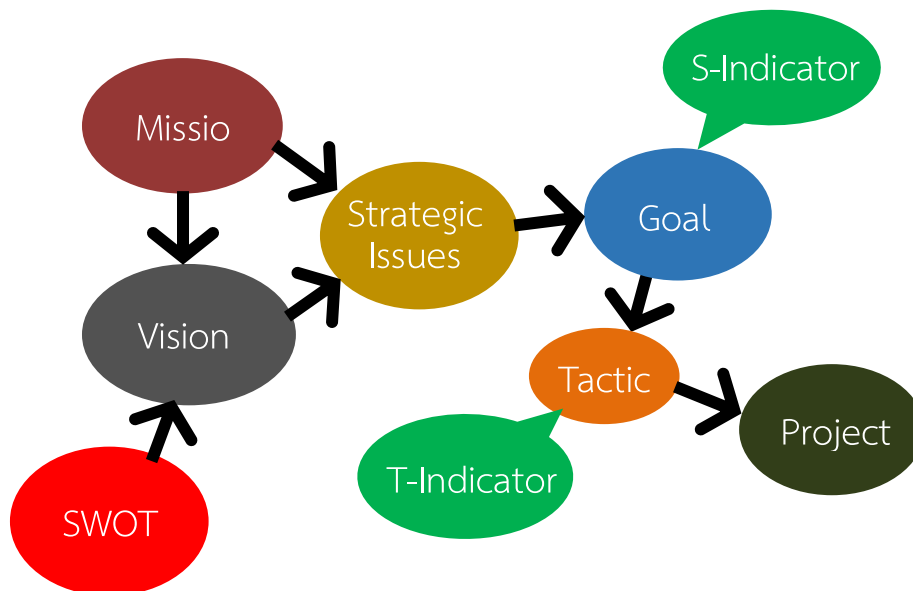 S-Indicator
Missio
Strategic
Issues
Goal
Vision
Tactic
Project
T-Indicator
SWOT